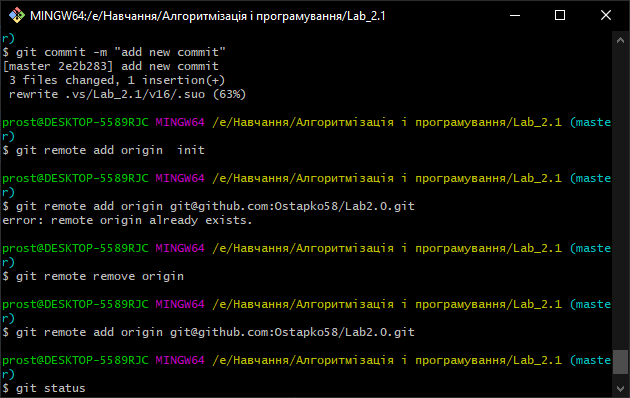 MINGW64:/e/Навчання/Алгоритмізація і програмування/Lab_2.1
r)
$ git commit -m "add new commit"
[master 2e2b283] add new commit
 3 files changed, 1 insertion(+)
 rewrite .vs/Lab_2.1/v16/.suo (63%)
prost@DESKTOP-5589RJC MINGW64 /e/Навчання/Алгоритмізація і програмування/Lab_2.1 (maste
r)
$ git remote add origin  init
prost@DESKTOP-5589RJC MINGW64 /e/Навчання/Алгоритмізація і програмування/Lab_2.1 (maste
r)
$ git remote add origin git@github.com:Ostapko58/Lab2.0.git
error: remote origin already exists.
prost@DESKTOP-5589RJC MINGW64 /e/Навчання/Алгоритмізація і програмування/Lab_2.1 (maste
r)
$ git remote remove origin
prost@DESKTOP-5589RJC MINGW64 /e/Навчання/Алгоритмізація і програмування/Lab_2.1 (maste
r)
$ git remote add origin git@github.com:Ostapko58/Lab2.0.git
prost@DESKTOP-5589RJC MINGW64 /e/Навчання/Алгоритмізація і програмування/Lab_2.1 (maste
r)
$ git status